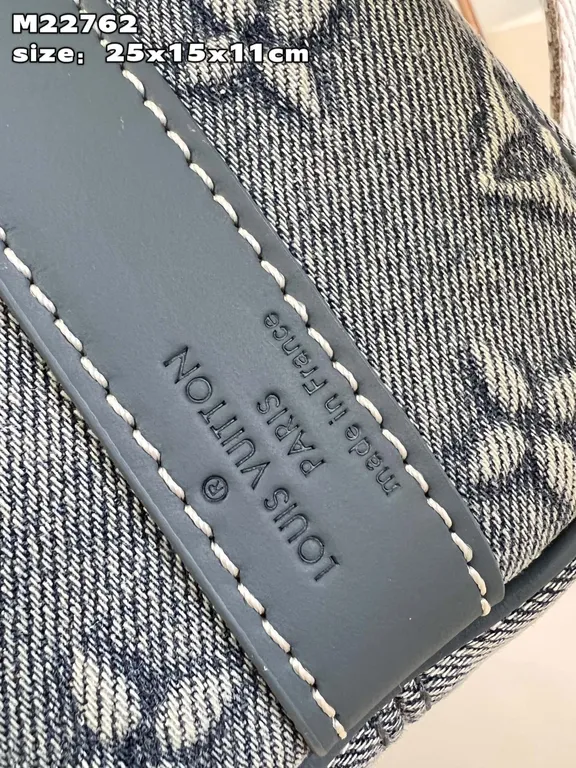 M22762
size：25x15x11cm
LOUIS VUITTON ®
PARIS
made in France